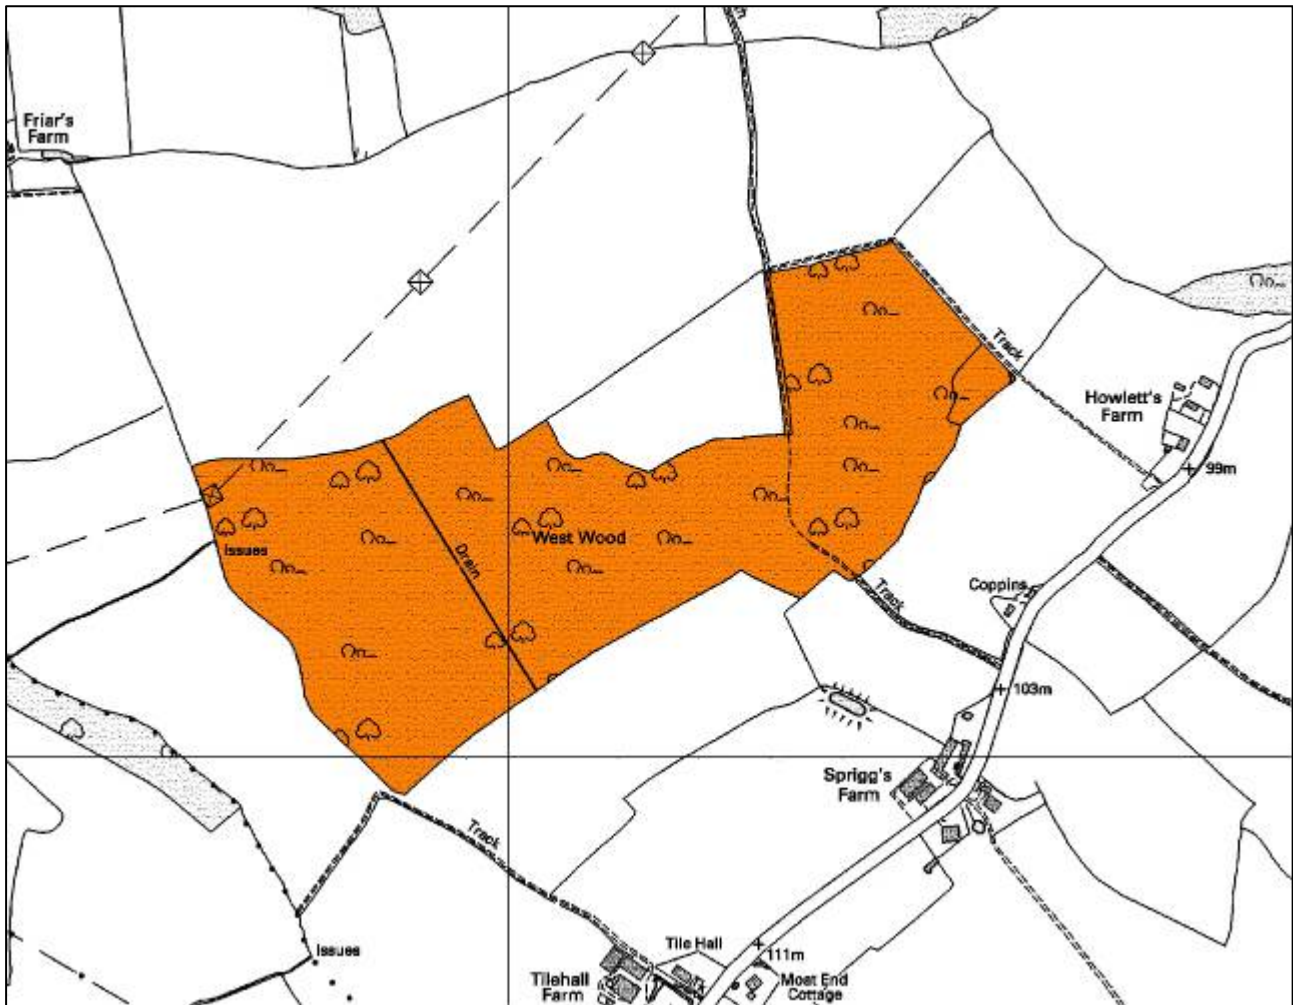 Friar's
Farm
Track
Howlett's
Farm
99m
Issues
Drain
West Wood
Coppins
Track
103m
Sprigg's
Farm
Track
Issues
Tile Hall
111m
Tilehall
Farm
Moat End
Cottage